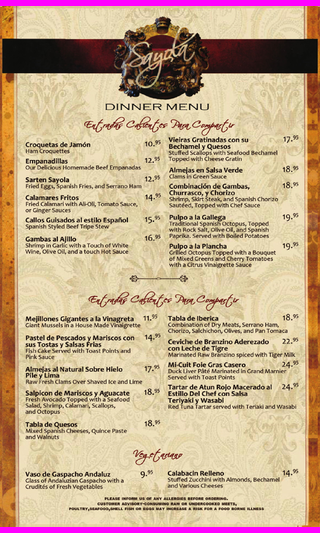 Sayola
DINNER MENU
Entradas Calientes Para Compartir
Croquetas de Jamón 10.95
Ham Croquettes
Empanadillas 12.95
Our Delicious Homemade Beef Empanadas
Sarten Sayola 12.95
Fried Eggs, Spanish Fries, and Serrano Ham
Calamares Fritos 14.95
Fried Calamari with Ali-Oli, Tomato Sauce,
or Ginger Sauces
Callos Guisados al estilo Español 15.95
Spanish Styled Beef Tripe Stew
Gambas al Ajillo 16.95
Shrimp in Garlic with a Touch of White
Wine, Olive Oil, and a touch Hot Sauce
Vieiras Gratinadas con su 17.95
Bechamel y Quesos
Stuffed Scallops with Seafood Bechamel
Topped with Cheese Gratin
Almejas en Salsa Verde 18.95
Clams in Green Sauce
Combinación de Gambas, 18.95
Churrasco, y Chorizo
Shrimp, Skirt Steak, and Spanish Chorizo
Sauteed, Topped with Chef Sauce
Pulpo a la Gallega 19.95
Traditional Spanish Octopus, Topped
with Rock Salt, Olive Oil, and Spanish
Paprika. Served with Boiled Potatoes
Pulpo a la Plancha 19.95
Grilled Octopus Topped with a Bouquet
of Mixed Greens and Cherry Tomatoes
with a Citrus Vinaigrette Sauce
Entradas Calientes Para Compartir
Mejillones Gigantes a la Vinagreta 11.95
Giant Mussels in a House Made Vinaigrette
Pastel de Pescados y Mariscos con 14.95
sus Tostas y Salsas Frias
Fish Cake Served with Toast Points and
Pink Sauce
Almejas al Natural Sobre Hielo 17.95
Pile y Lima
Raw Fresh Clams Over Shaved Ice and Lime
Salpicon de Mariscos y Aguacate 18.95
Fresh Avocado Topped with a Seafood
Salad, Shrimp, Calamari, Scallops,
and Octopus
Tabla de Quesos 18.95
Mixed Spanish Cheeses, Quince Paste
and Walnuts
Tabla de Iberica 18.95
Combination of Dry Meats, Serrano Ham,
Chorizo, Salchichon, Olives, and Pan Tomaca
Ceviche de Branzino Aderezado 22.95
con Leche de Tigre
Marinated Raw Branzino spiced with Tiger Milk
Mi-Cuit Foie Gras Casero 24.95
Duck Liver Pâté Marinated in Grand Marnier
Served with Toast Points
Tartar de Atun Rojo Macerado al 24.95
Estillo Del Chef con Salsa
Teriyaki y Wasabi
Red Tuna Tartar served with Teriaki and Wasabi
Vegetariano
Vaso de Gaspacho Andaluz 9.95
Glass of Andaluzian Gaspacho with a
Crudités of Fresh Vegetables
Calabacin Relleno 14.95
Stuffed Zucchini with Almonds, Bechamel
and Various Cheeses
PLEASE INFORM US OF ANY ALLERGIES BEFORE ORDERING.
CUSTOMER ADVISORY-CONSUMING RAW OR UNDERCOOKED MEETS,
POULTRY,SEAFOOD,SHELL FISH OR EGGS MAY INCREASE A RISK FOR A FOOD BORNE ILLNESS